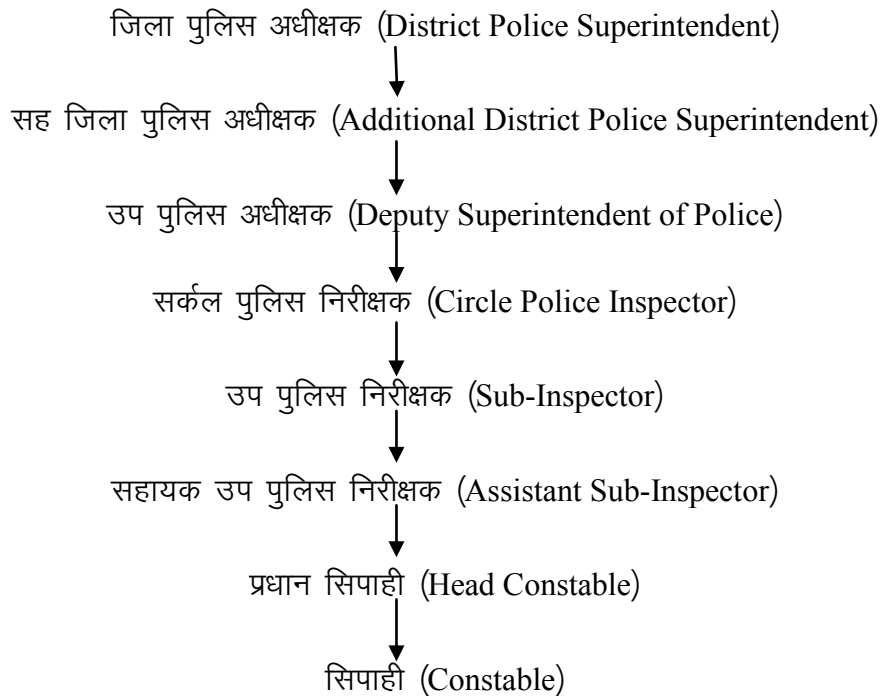 जिला पुलिस अधीक्षक (District Police Superintendent)
सह जिला पुलिस अधीक्षक (Additional District Police Superintendent)
उप पुलिस अधीक्षक (Deputy Superintendent of Police)
सर्कल पुलिस निरीक्षक (Circle Police Inspector)
उप पुलिस निरीक्षक (Sub-Inspector)
सहायक उप पुलिस निरीक्षक (Assistant Sub-Inspector)
प्रधान सिपाही (Head Constable)
सिपाही (Constable)